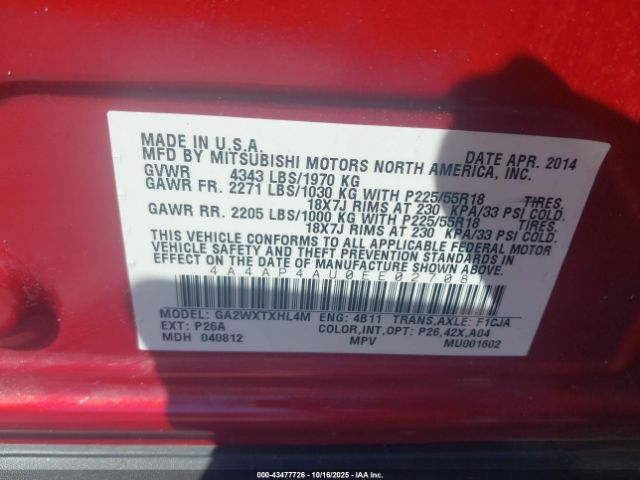 MADE IN U.S.A. DATE APR. 2014
MFD BY MITSUBISHI MOTORS NORTH AMERICA, INC.
GVWR 4343 LBS/1970 KG
GAWR FR. 2271 LBS/1030 KG WITH P225/55R18 TIRES,
18X7J RIMS AT 230 KPA/33 PSI COLD.
GAWR RR. 2205 LBS/1000 KG WITH P225/55R18 TIRES,
18X7J RIMS AT 230 KPA/33 PSI COLD.
THIS VEHICLE CONFORMS TO ALL APPLICABLE FEDERAL MOTOR
VEHICLE SAFETY AND THEFT PREVENTION STANDARDS IN
EFFECT ON THE DATE OF MANUFACTURE SHOWN ABOVE.
4A4AP4AU0FE02708
MODEL: GA2WXTXHL4M ENG: 4B11 TRANS,AXLE: F1CJA
EXT: P26A COLOR,INT,OPT: P26,42X,A04
MDH 040812 MPV MU001602
© 43477726 - 10/16/2025 - IAA Inc.